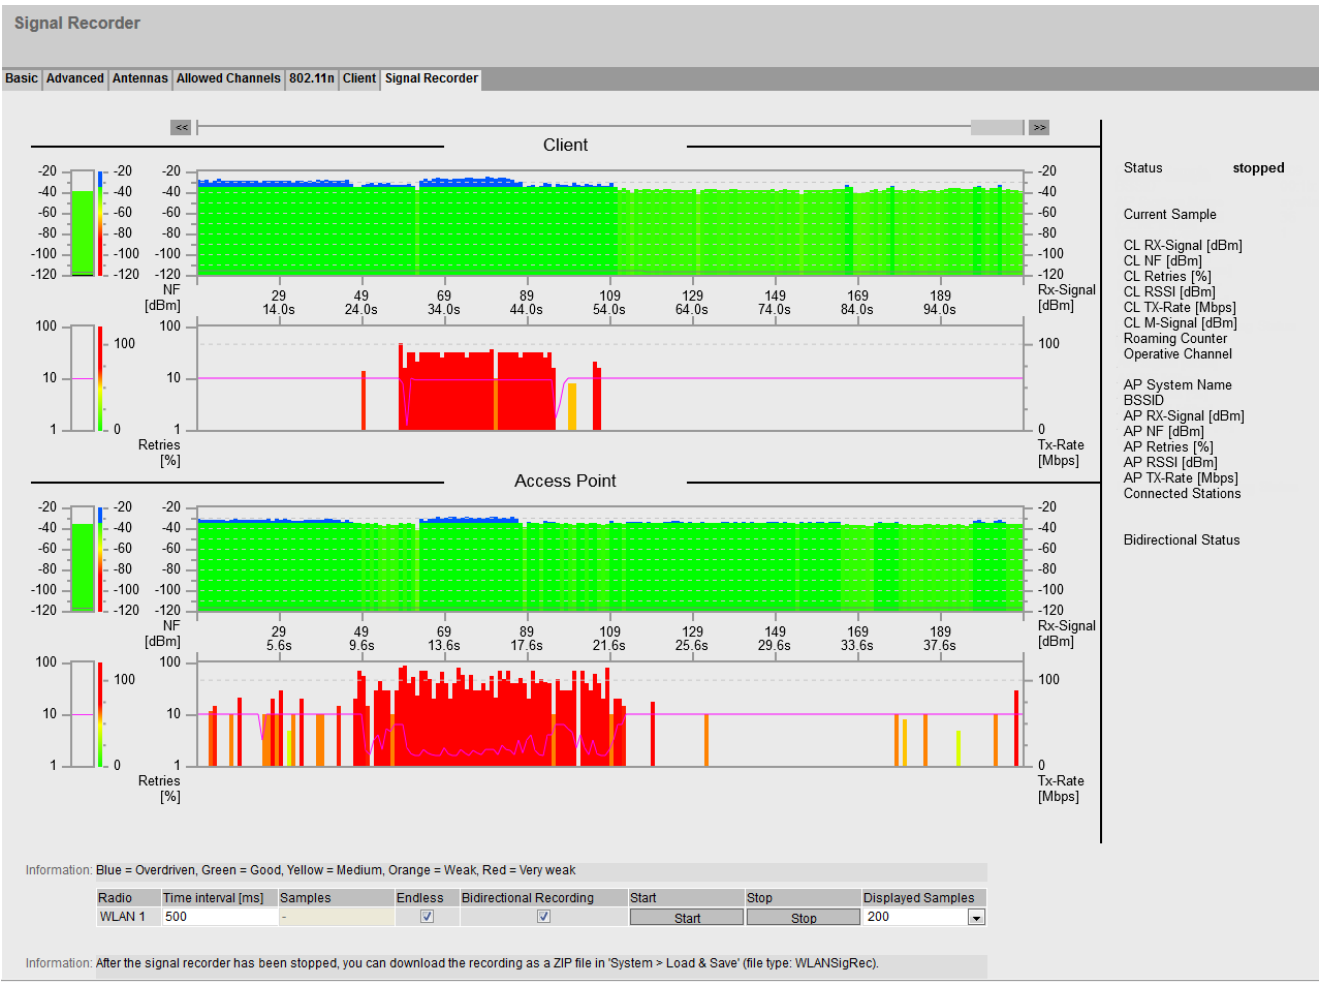 Signal Recorder
Basic Advanced Antennas Allowed Channels 802.11n Client Signal Recorder
<< >>
Client
-20 -20 -20 -20
-40 -40 -40 -40
-60 -60 -60 -60
-80 -80 -80 -80
-100 -100 -100 -100
-120 -120 -120 -120
NF [dBm] 29 49 69 89 109 129 149 169 189 Rx-Signal [dBm]
14.0s 24.0s 34.0s 44.0s 54.0s 64.0s 74.0s 84.0s 94.0s
100 100
100 100
10 10
1 0 1 0
Retries [%] Tx-Rate [Mbps]
Access Point
-20 -20 -20 -20
-40 -40 -40 -40
-60 -60 -60 -60
-80 -80 -80 -80
-100 -100 -100 -100
-120 -120 -120 -120
NF [dBm] 29 49 69 89 109 129 149 169 189 Rx-Signal [dBm]
5.6s 9.6s 13.6s 17.6s 21.6s 25.6s 29.6s 33.6s 37.6s
100 100
100 100
10 10
1 0 1 0
Retries [%] Tx-Rate [Mbps]
Status stopped
Current Sample
CL RX-Signal [dBm]
CL NF [dBm]
CL Retries [%]
CL RSSI [dBm]
CL TX-Rate [Mbps]
CL M-Signal [dBm]
Roaming Counter
Operative Channel
AP System Name
BSSID
AP RX-Signal [dBm]
AP NF [dBm]
AP Retries [%]
AP RSSI [dBm]
AP TX-Rate [Mbps]
Connected Stations
Bidirectional Status
Information: Blue = Overdriven, Green = Good, Yellow = Medium, Orange = Weak, Red = Very weak
Radio Time interval [ms] Samples Endless Bidirectional Recording Start Stop Displayed Samples
WLAN 1 500 - Start Stop 200
Information: After the signal recorder has been stopped, you can download the recording as a ZIP file in 'System > Load & Save' (file type: WLANSigRec).